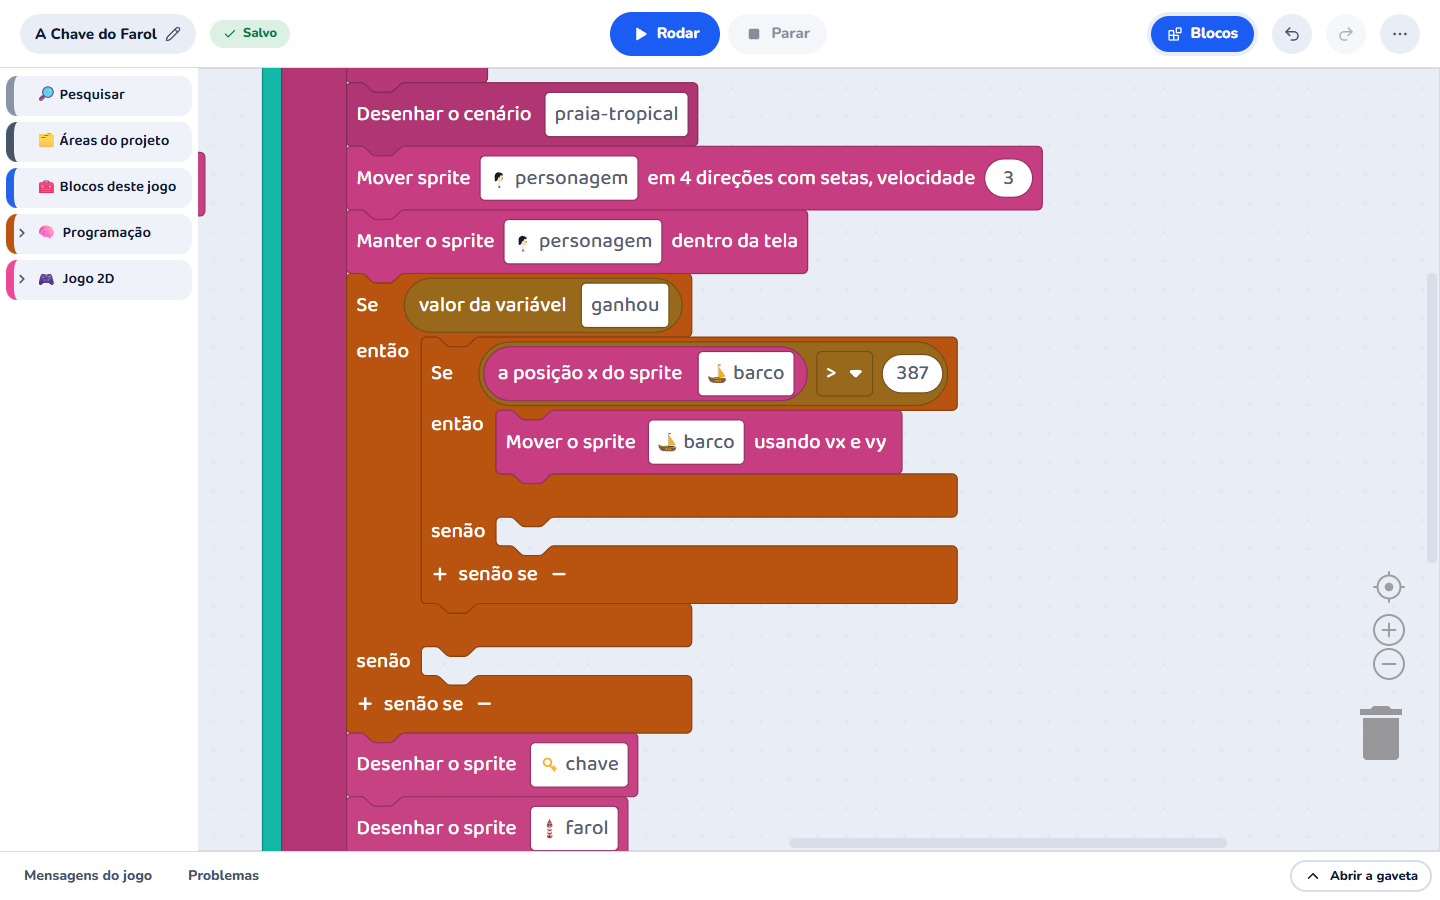 A Chave do Farol
Salvo
Rodar
Parar
Blocos
Pesquisar
Áreas do projeto
Blocos deste jogo
Programação
Jogo 2D
Desenhar o cenário praia-tropical
Mover sprite personagem em 4 direções com setas, velocidade 3
Manter o sprite personagem dentro da tela
Se valor da variável ganhou
então
Se a posição x do sprite barco > 387
então
Mover o sprite barco usando vx e vy
senão
+ senão se −
senão
+ senão se −
Desenhar o sprite chave
Desenhar o sprite farol
Mensagens do jogo
Problemas
Abrir a gaveta